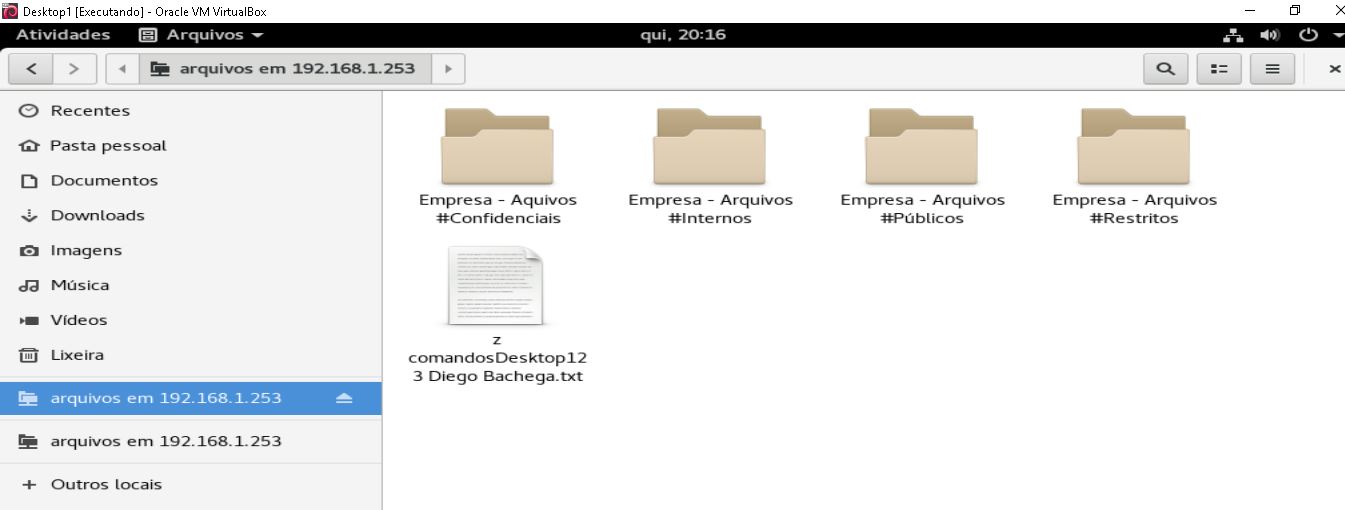 Desktop1 [Executando] - Oracle VM VirtualBox
Atividades Arquivos qui, 20:16
arquivos em 192.168.1.253
Recentes
Pasta pessoal
Documentos
Downloads
Imagens
Música
Vídeos
Lixeira
arquivos em 192.168.1.253
arquivos em 192.168.1.253
+ Outros locais
Empresa - Aquivos
#Confidenciais
Empresa - Arquivos
#Internos
Empresa - Arquivos
#Públicos
Empresa - Arquivos
#Restritos
z
comandosDesktop12
3 Diego Bachega.txt